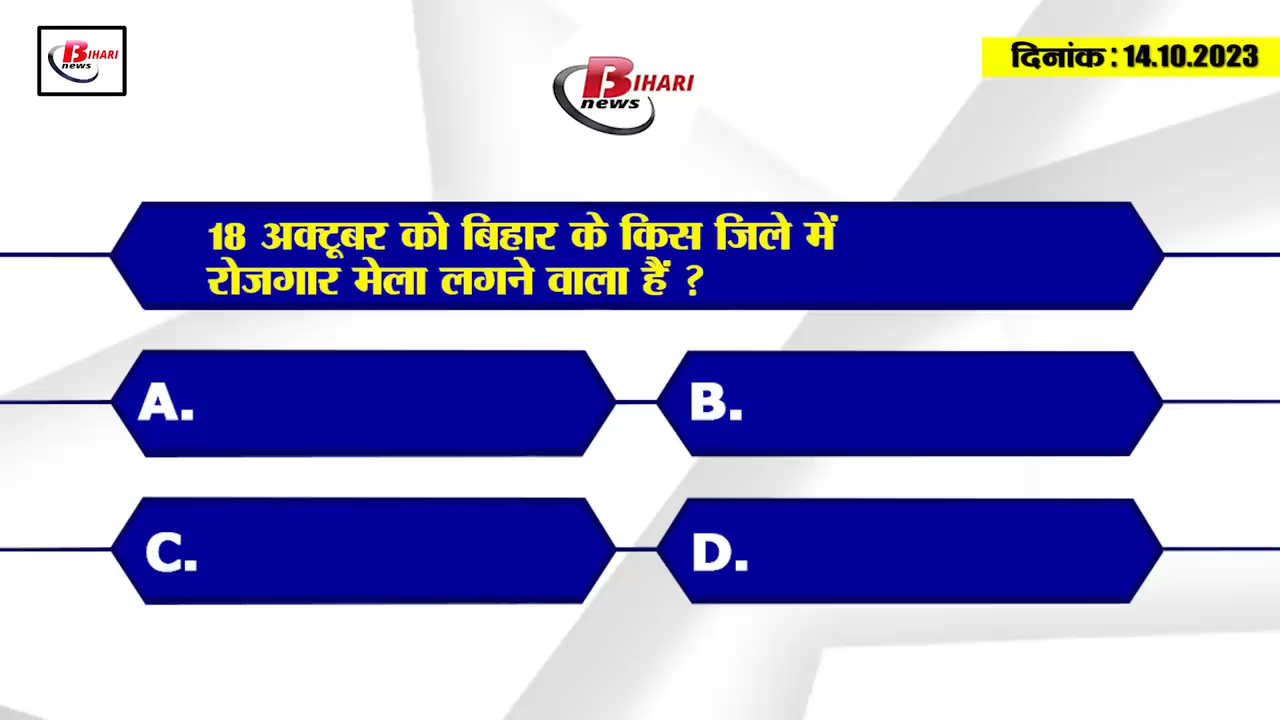 BIHARI
news
BIHARI
news
दिनांक : 14.10.2023
18 अक्टूबर को बिहार के किस जिले में
रोजगार मेला लगने वाला हैं ?
A.
B.
C.
D.